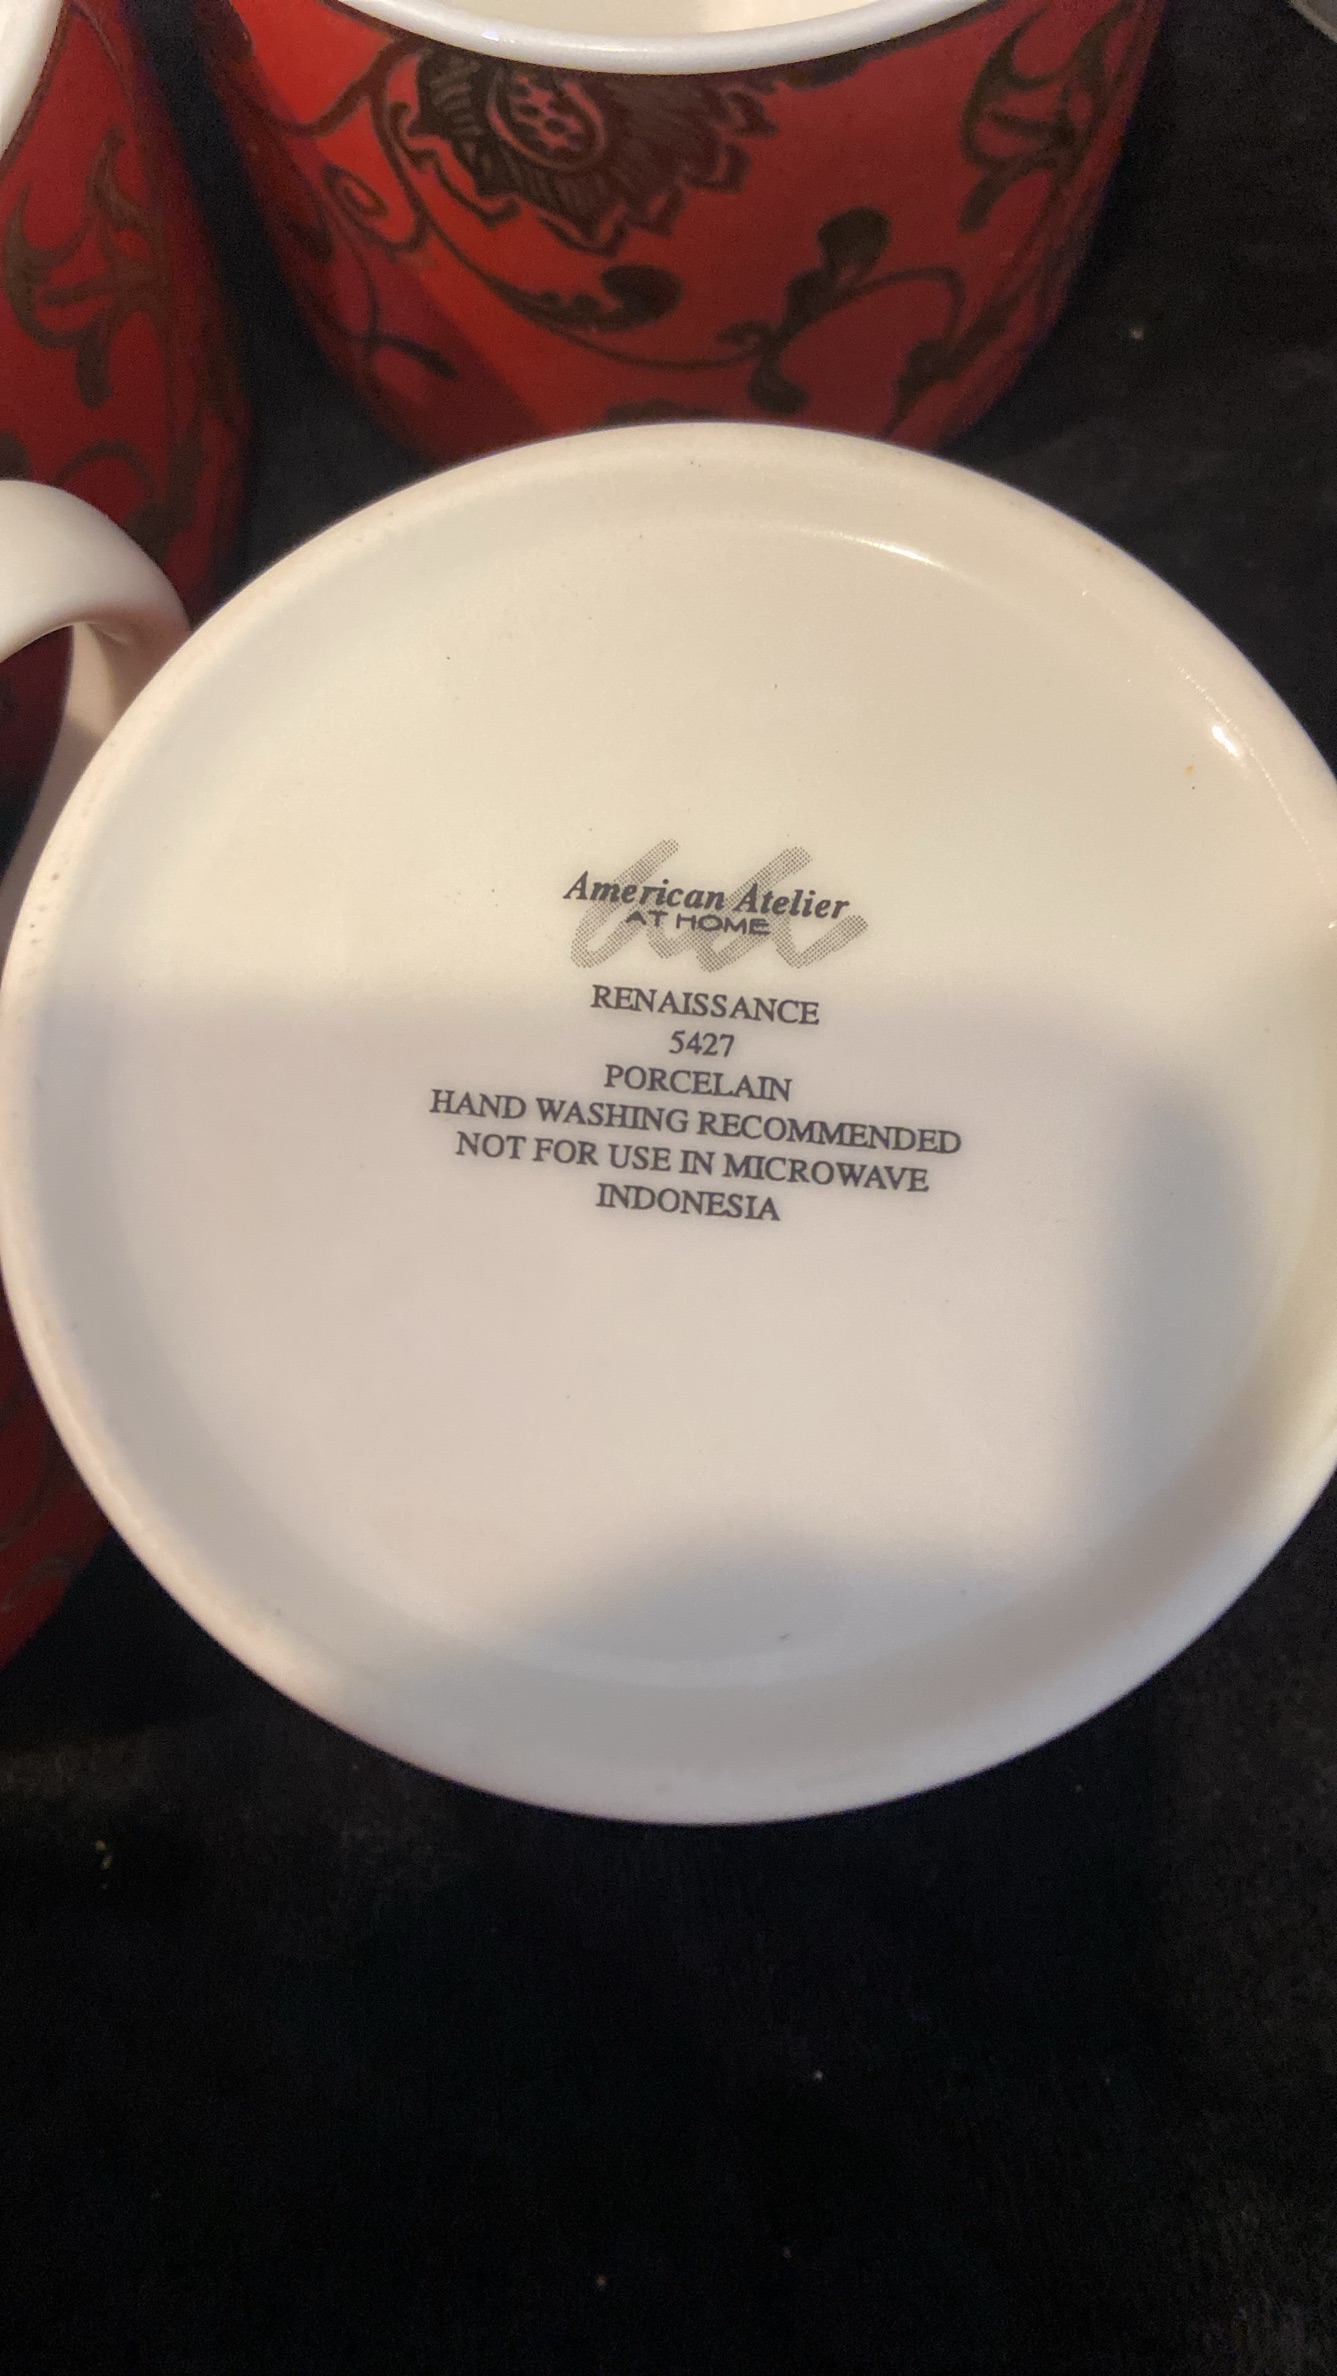 American Atelier
AT HOME
RENAISSANCE
5427
PORCELAIN
HAND WASHING RECOMMENDED
NOT FOR USE IN MICROWAVE
INDONESIA